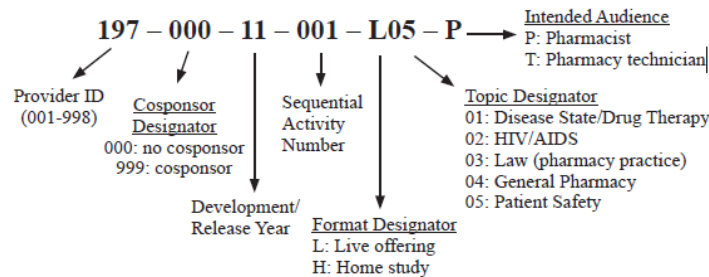 197 – 000 – 11 – 001 – L05 – P
Intended Audience
P: Pharmacist
T: Pharmacy technician
Provider ID
(001-998)
Cosponsor
Designator
000: no cosponsor
999: cosponsor
Development/
Release Year
Sequential
Activity
Number
Format Designator
L: Live offering
H: Home study
Topic Designator
01: Disease State/Drug Therapy
02: HIV/AIDS
03: Law (pharmacy practice)
04: General Pharmacy
05: Patient Safety